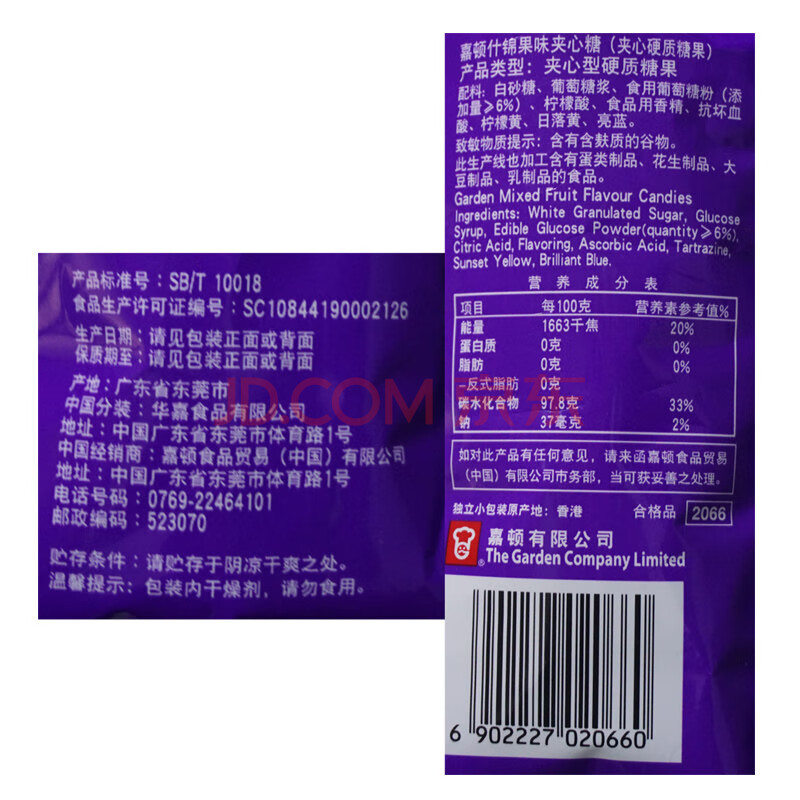 嘉顿什锦果味夹心糖（夹心硬质糖果）
产品类型：夹心型硬质糖果
配料：白砂糖、葡萄糖浆、食用葡萄糖粉（添
加量≥6%）、柠檬酸、食品用香精、抗坏血
酸、柠檬黄、日落黄、亮蓝。
致敏物质提示：含有含麸质的谷物。
此生产线也加工含有蛋类制品、花生制品、大
豆制品、乳制品的食品。
Garden Mixed Fruit Flavour Candies
Ingredients: White Granulated Sugar, Glucose
Syrup, Edible Glucose Powder(quantity≥6%),
Citric Acid, Flavoring, Ascorbic Acid, Tartrazine,
Sunset Yellow, Brilliant Blue.
营养成分表
项目 每100克 营养素参考值%
能量 1663千焦 20%
蛋白质 0克 0%
脂肪 0克 0%
-反式脂肪 0克
碳水化合物 97.8克 33%
钠 37毫克 2%
如对此产品有任何意见，请来函嘉顿食品贸易
（中国）有限公司市务部，当可获妥善之处理。
独立小包装原产地：香港 合格品 2066
嘉顿有限公司
The Garden Company Limited
6 902227 020660
产品标准号：SB/T 10018
食品生产许可证编号：SC10844190002126
生产日期：请见包装正面或背面
保质期至：请见包装正面或背面
产地：广东省东莞市
中国分装：华嘉食品有限公司
地址：中国广东省东莞市体育路1号
中国经销商：嘉顿食品贸易（中国）有限公司
地址：中国广东省东莞市体育路1号
电话号码：0769-22464101
邮政编码：523070
贮存条件：请贮存于阴凉干爽之处。
温馨提示：包装内干燥剂，请勿食用。
JD.COM 京东